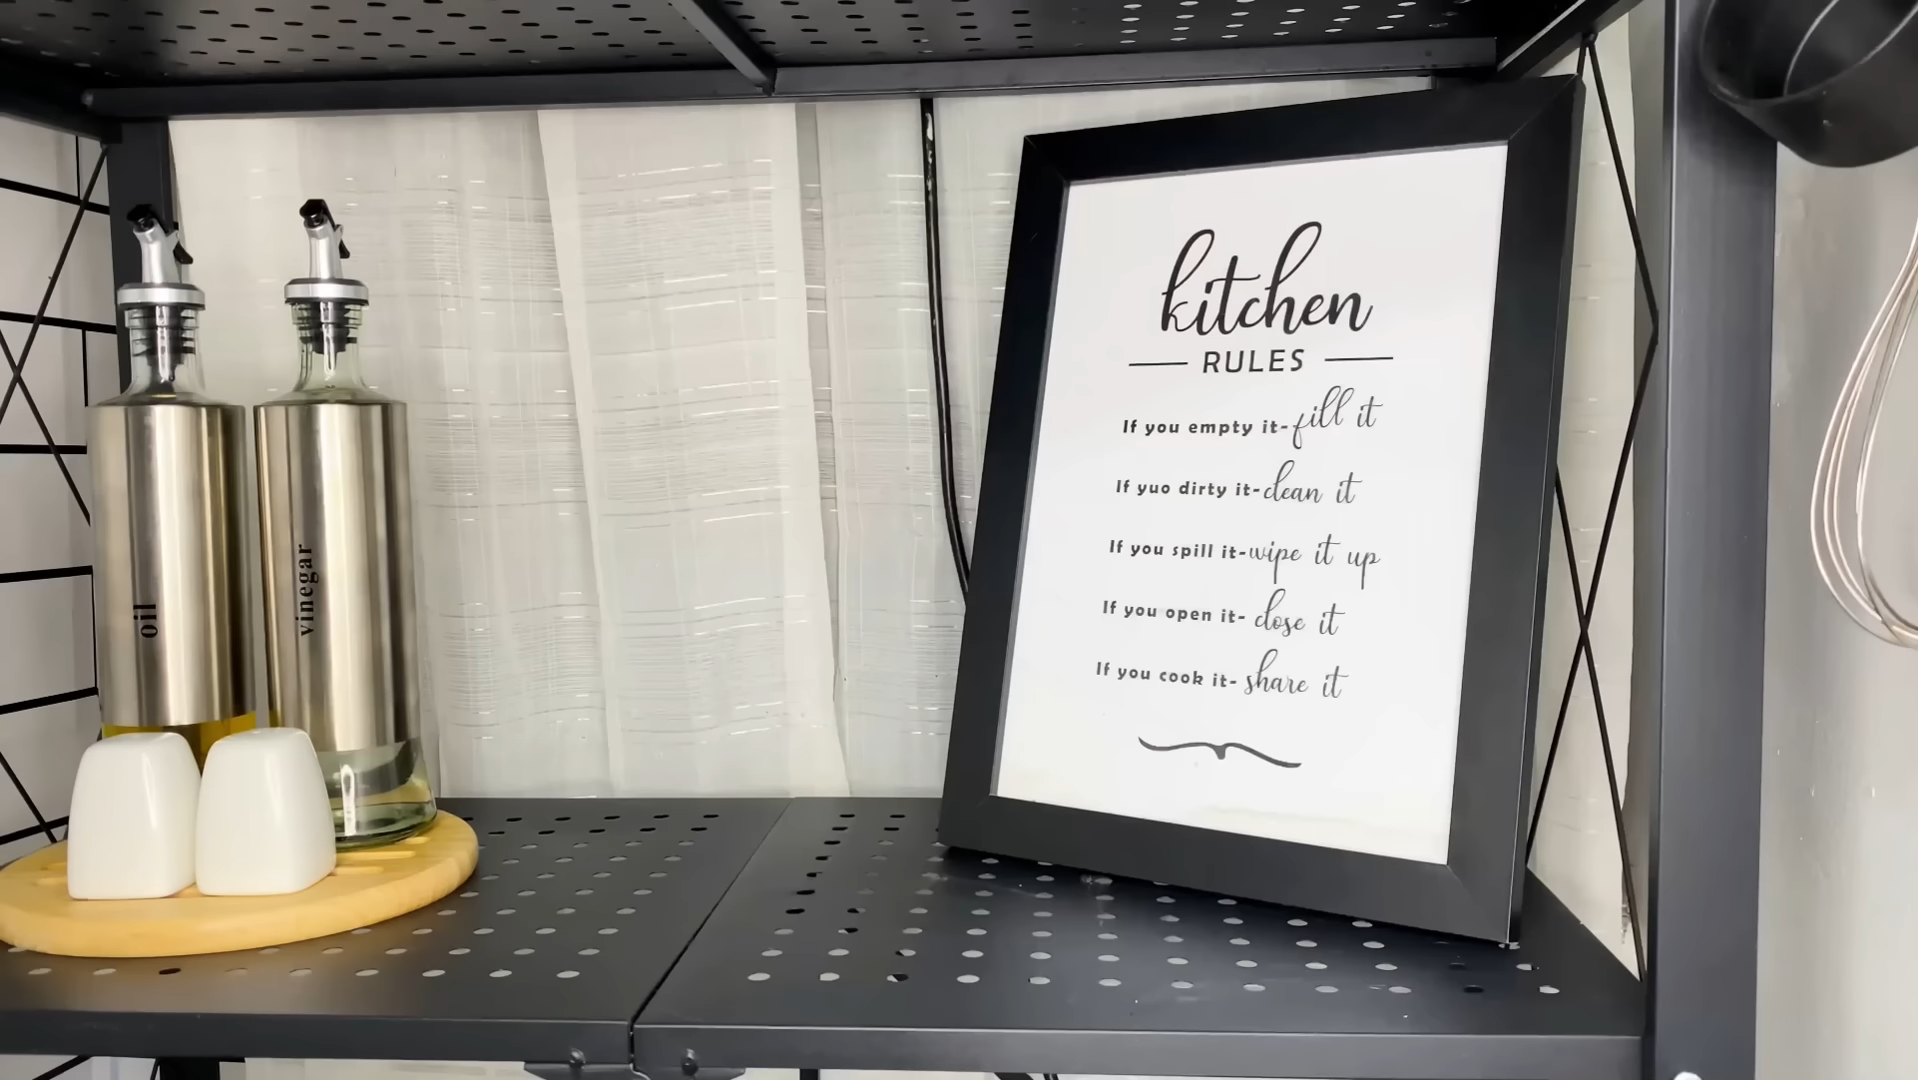 oil
vinegar
kitchen
RULES
If you empty it-fill it
If yuo dirty it-clean it
If you spill it-wipe it up
If you open it- close it
If you cook it- share it